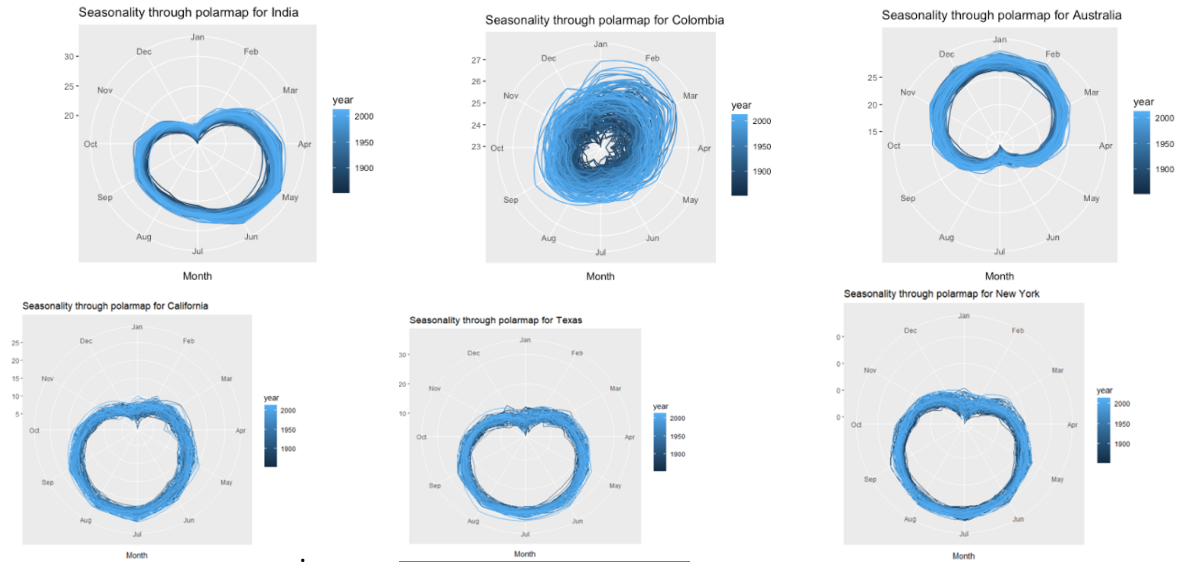 Seasonality through polarmap for India
Jan
Feb
Mar
Apr
May
Jun
Jul
Aug
Sep
Oct
Nov
Dec
30
25
20
year
2000
1950
1900
Month
Seasonality through polarmap for Colombia
Jan
Feb
Mar
Apr
May
Jun
Jul
Aug
Sep
Oct
Nov
Dec
27
26
25
24
23
year
2000
1950
1900
Month
Seasonality through polarmap for Australia
Jan
Feb
Mar
Apr
May
Jun
Jul
Aug
Sep
Oct
Nov
Dec
25
20
15
year
2000
1950
1900
Month
Seasonality through polarmap for California
Jan
Feb
Mar
Apr
May
Jun
Jul
Aug
Sep
Oct
Nov
Dec
25
20
15
10
5
year
2000
1950
1900
Month
Seasonality through polarmap for Texas
Jan
Feb
Mar
Apr
May
Jun
Jul
Aug
Sep
Oct
Nov
Dec
30
20
10
year
2000
1950
1900
Month
Seasonality through polarmap for New York
Jan
Feb
Mar
Apr
May
Jun
Jul
Aug
Sep
Oct
Nov
Dec
0
0
0
0
year
2000
1950
1900
Month